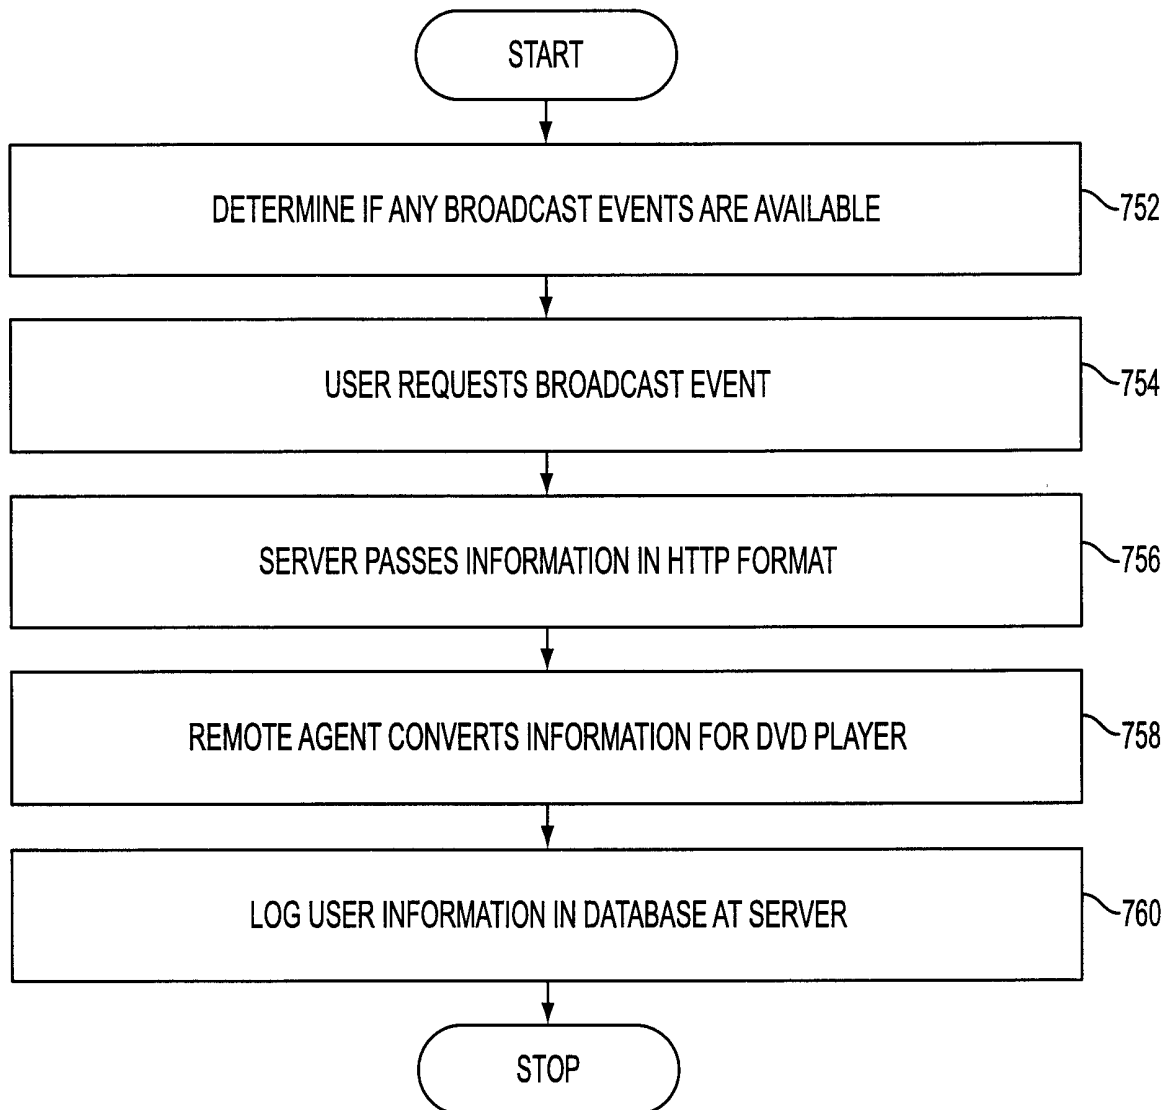 START
DETERMINE IF ANY BROADCAST EVENTS ARE AVAILABLE
752
USER REQUESTS BROADCAST EVENT
754
SERVER PASSES INFORMATION IN HTTP FORMAT
756
REMOTE AGENT CONVERTS INFORMATION FOR DVD PLAYER
758
LOG USER INFORMATION IN DATABASE AT SERVER
760
STOP